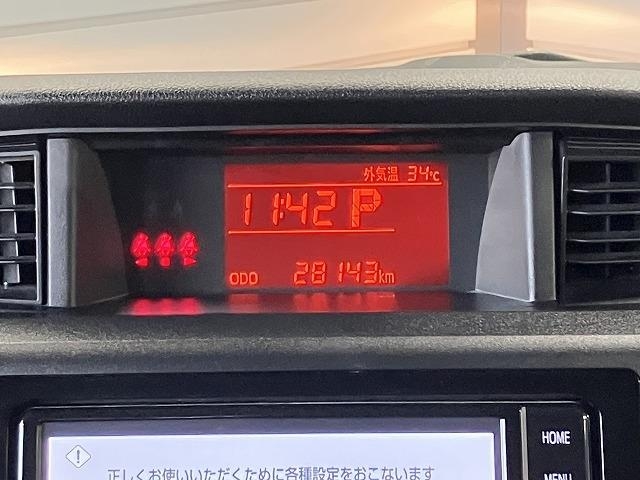 外気温 34℃
11:42 P
ODO 28143km
HOME
正しくお使いいただくために各種設定をおこないます
MENU